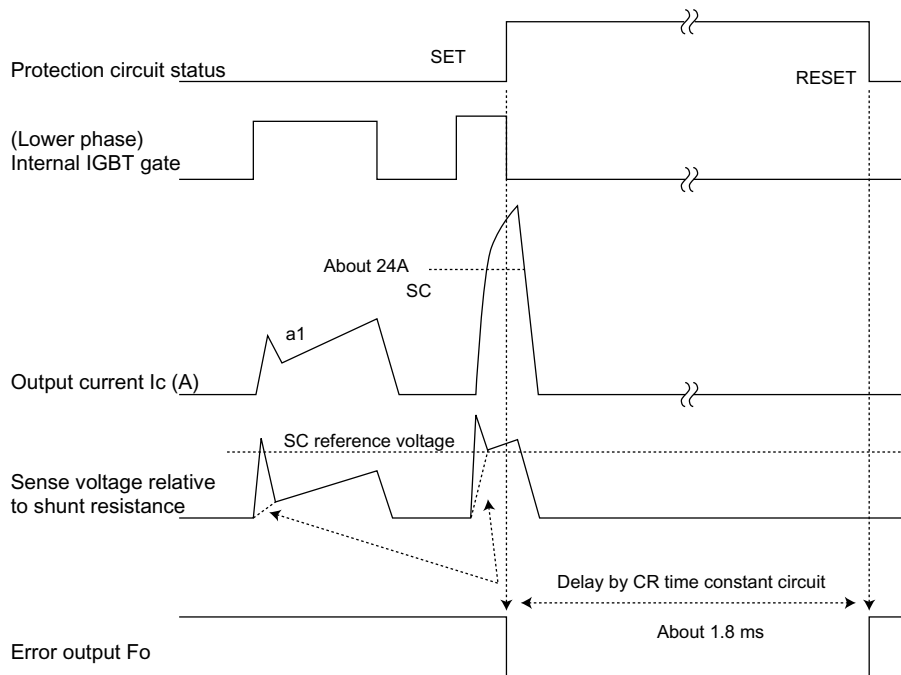 SET
Protection circuit status
RESET
(Lower phase)
Internal IGBT gate
About 24A
SC
a1
Output current Ic (A)
SC reference voltage
Sense voltage relative
to shunt resistance
Delay by CR time constant circuit
About 1.8 ms
Error output Fo